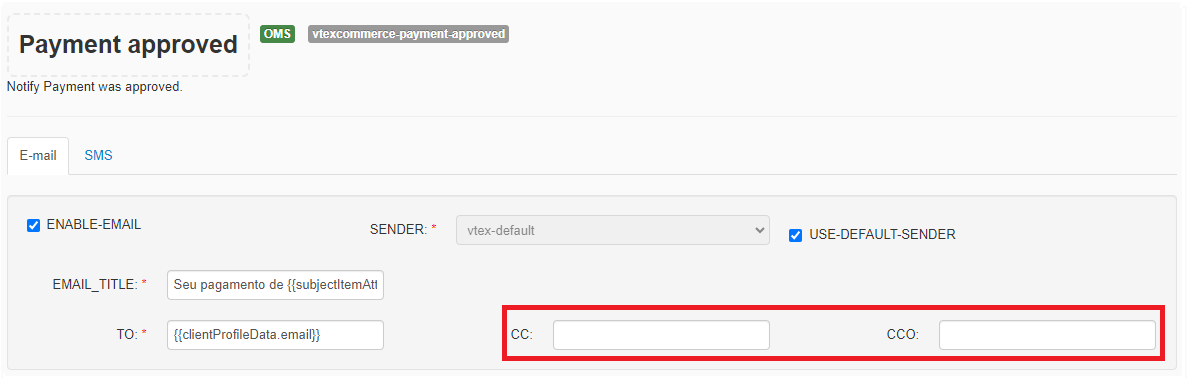 Payment approved OMS vtexcommerce-payment-approved
Notify Payment was approved.
E-mail SMS
ENABLE-EMAIL SENDER: * vtex-default USE-DEFAULT-SENDER
EMAIL_TITLE: * Seu pagamento de {{subjectItemAtt
TO: * {{clientProfileData.email}} CC: CCO: